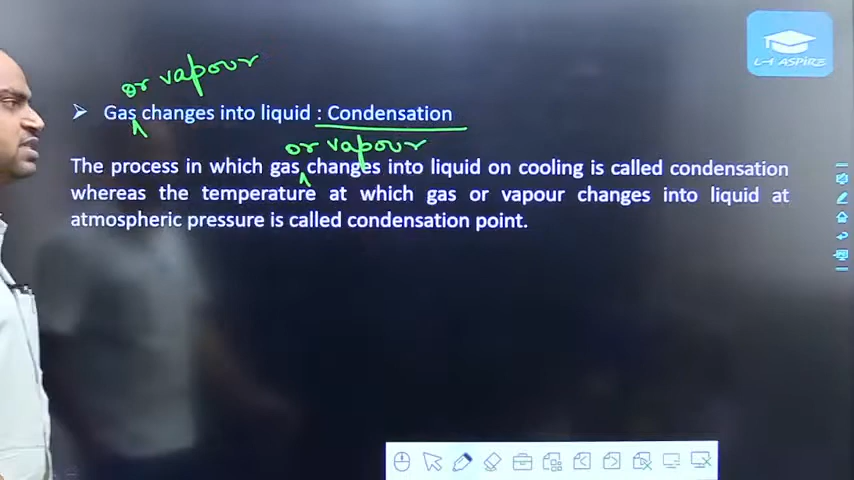 L-1 ASPIRE
or vapour
➢ Gas changes into liquid : Condensation
or vapour
The process in which gas changes into liquid on cooling is called condensation
whereas the temperature at which gas or vapour changes into liquid at
atmospheric pressure is called condensation point.